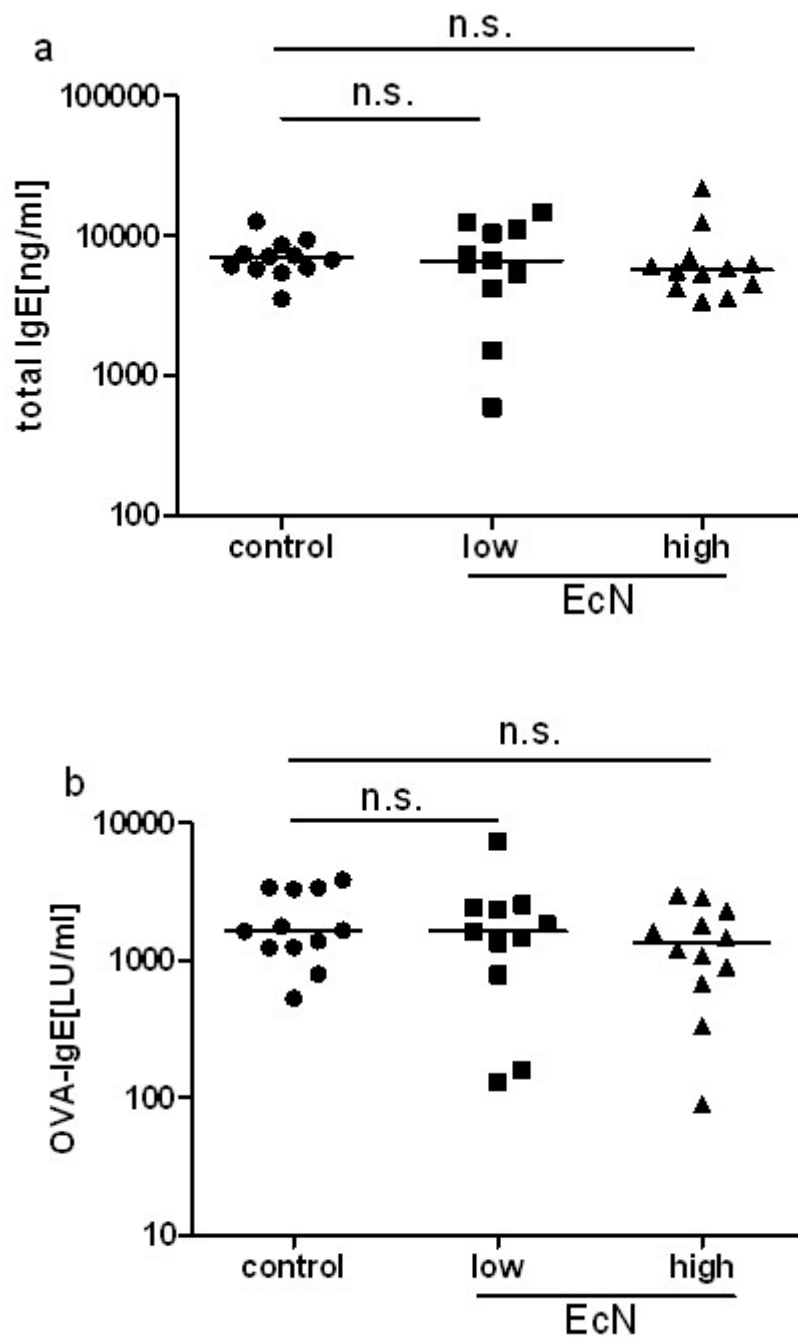 a
n.s.
n.s.
100000
10000
1000
100
total IgE[ng/ml]
control low high
EcN
b
n.s.
n.s.
10000
1000
100
10
OVA-IgE[LU/ml]
control low high
EcN